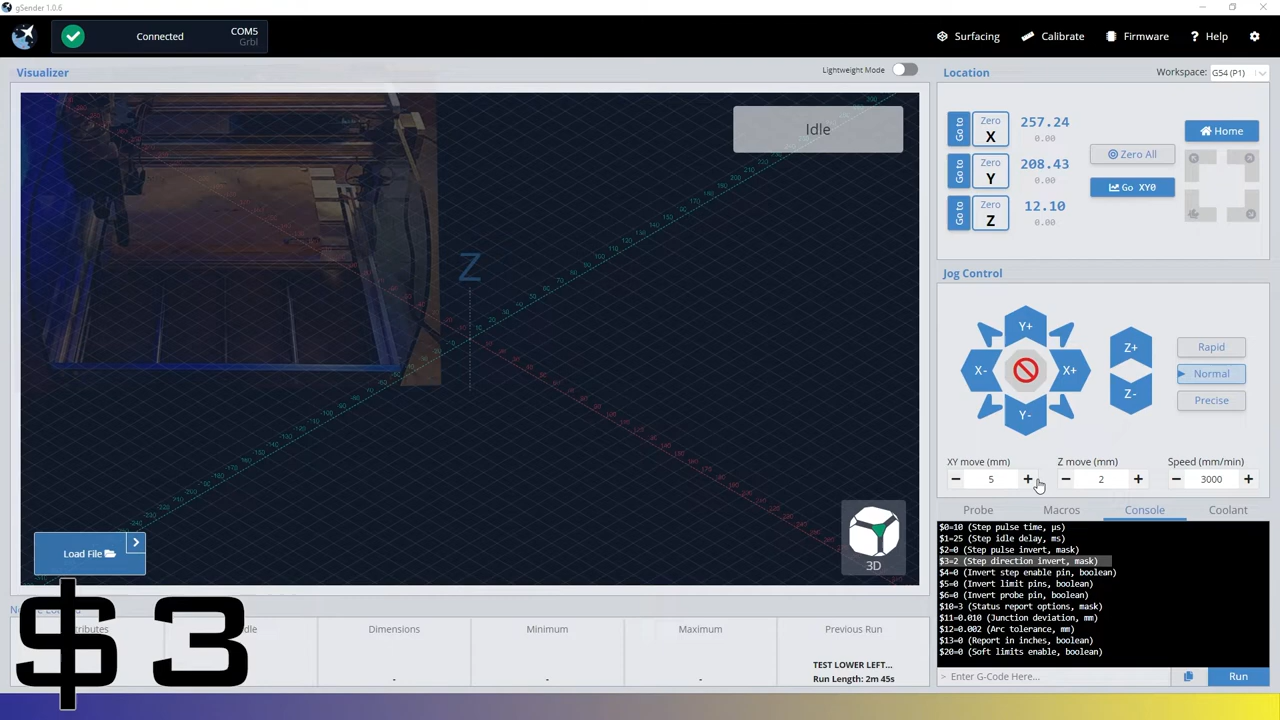 gSender 1.0.6
Connected
COM5
Grbl
Surfacing
Calibrate
Firmware
Help
Visualizer
Lightweight Mode
Idle
Z
3D
Load File
Location
Workspace:
G54 (P1)
Go to
Zero
X
257.24
0.00
Go to
Zero
Y
208.43
0.00
Go to
Zero
Z
12.10
0.00
Home
Zero All
Go XY0
Jog Control
Y+
X-
X+
Y-
Z+
Z-
Rapid
Normal
Precise
XY move (mm)
5
Z move (mm)
2
Speed (mm/min)
3000
Probe
Macros
Console
Coolant
$0=10 (Step pulse time, µs)
$1=25 (Step idle delay, ms)
$2=0 (Step pulse invert, mask)
$3=2 (Step direction invert, mask)
$4=0 (Invert step enable pin, boolean)
$5=0 (Invert limit pins, boolean)
$6=0 (Invert probe pin, boolean)
$10=3 (Status report options, mask)
$11=0.010 (Junction deviation, mm)
$12=0.002 (Arc tolerance, mm)
$13=0 (Report in inches, boolean)
$20=0 (Soft limits enable, boolean)
> Enter G-Code Here...
Run
Dimensions
-
Minimum
-
Maximum
-
Previous Run
TEST LOWER LEFT...
Run Length: 2m 45s
$3